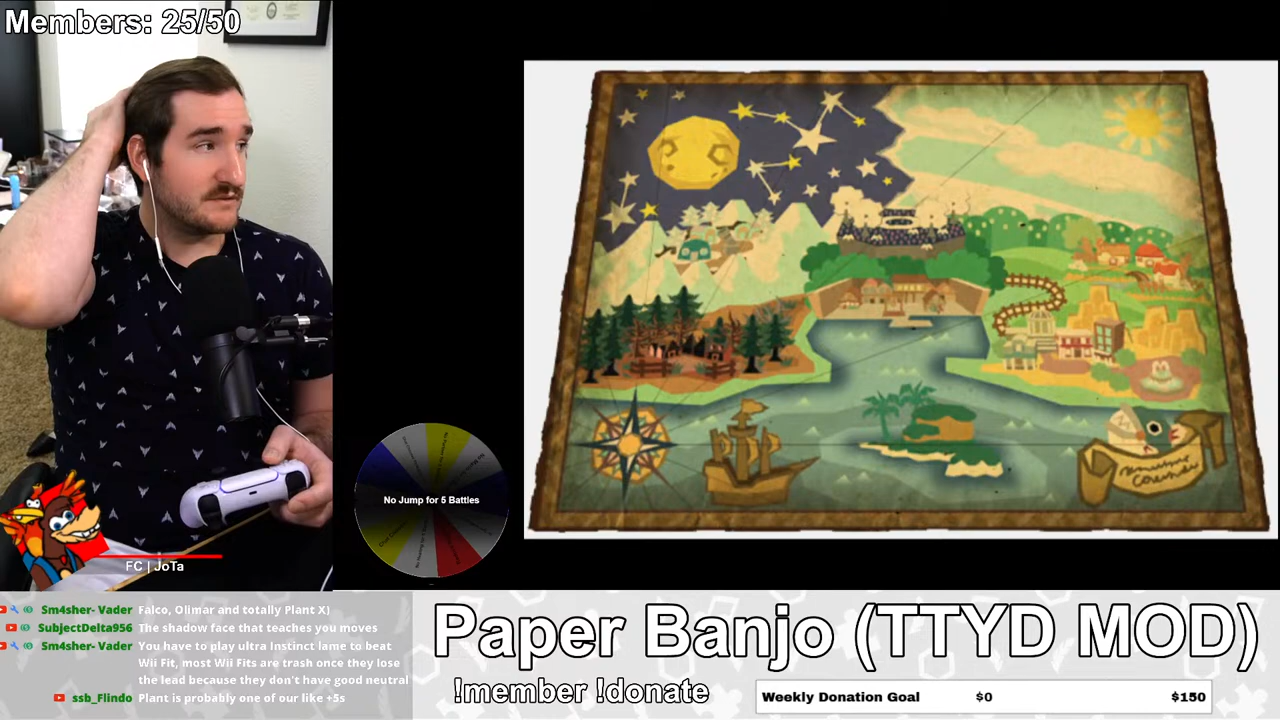 Members: 25/50
No Jump for 5 Battles
FC | JoTa
Sm4sher- Vader Falco, Olimar and totally Plant X)
SubjectDelta956 The shadow face that teaches you moves
Sm4sher- Vader You have to play ultra Instinct lame to beat
Wii Fit, most Wii Fits are trash once they lose
the lead because they don't have good neutral
ssb_Flindo Plant is probably one of our like +5s
Paper Banjo (TTYD MOD)
!member !donate
Weekly Donation Goal $0 $150